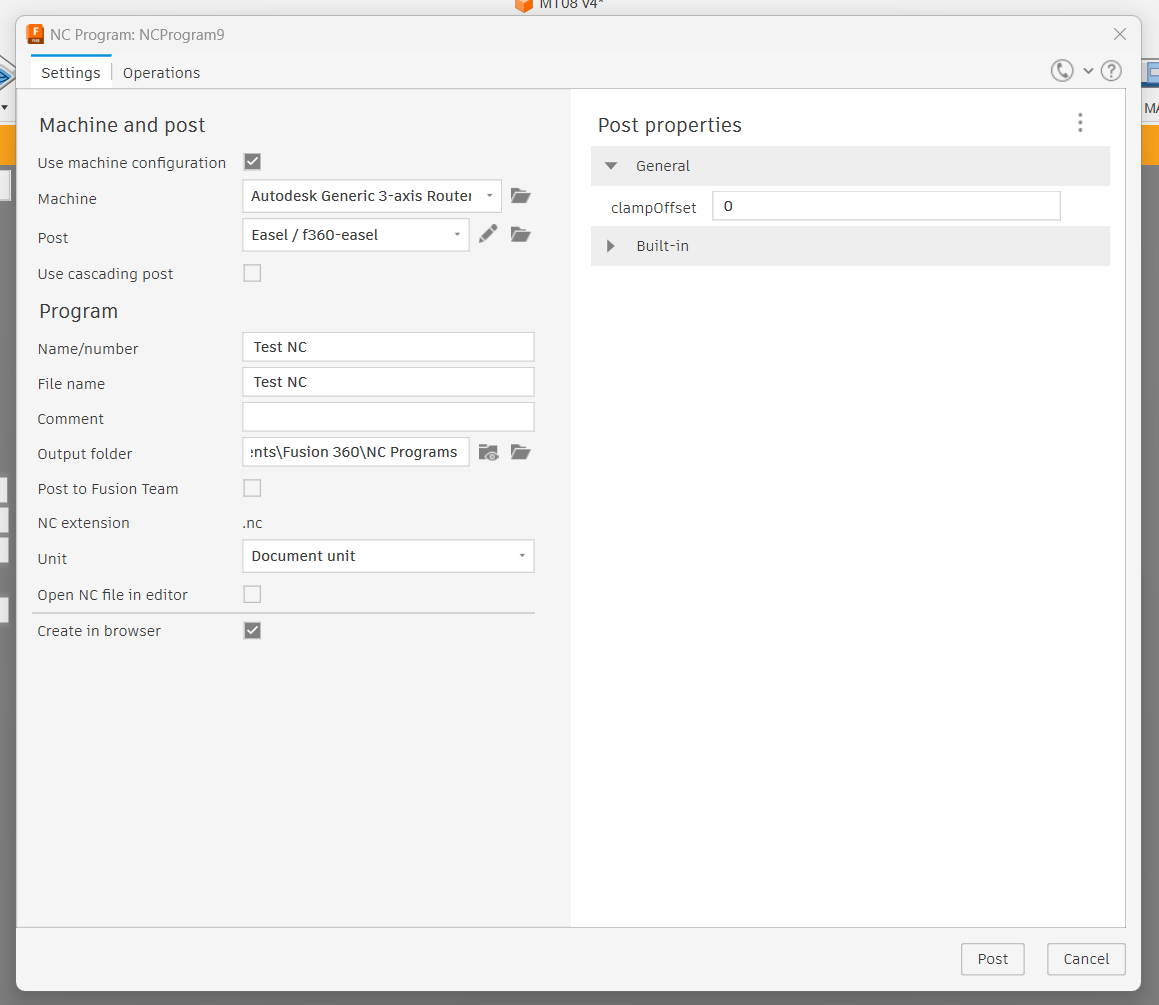 MT08 v4*
NC Program: NCProgram9
Settings
Operations
MA
Machine and post
Use machine configuration
Machine
Autodesk Generic 3-axis Router
Post
Easel / f360-easel
Use cascading post
Program
Name/number
Test NC
File name
Test NC
Comment
Output folder
nts\Fusion 360\NC Programs
Post to Fusion Team
NC extension
.nc
Unit
Document unit
Open NC file in editor
Create in browser
Post properties
General
clampOffset
0
Built-in
Post
Cancel